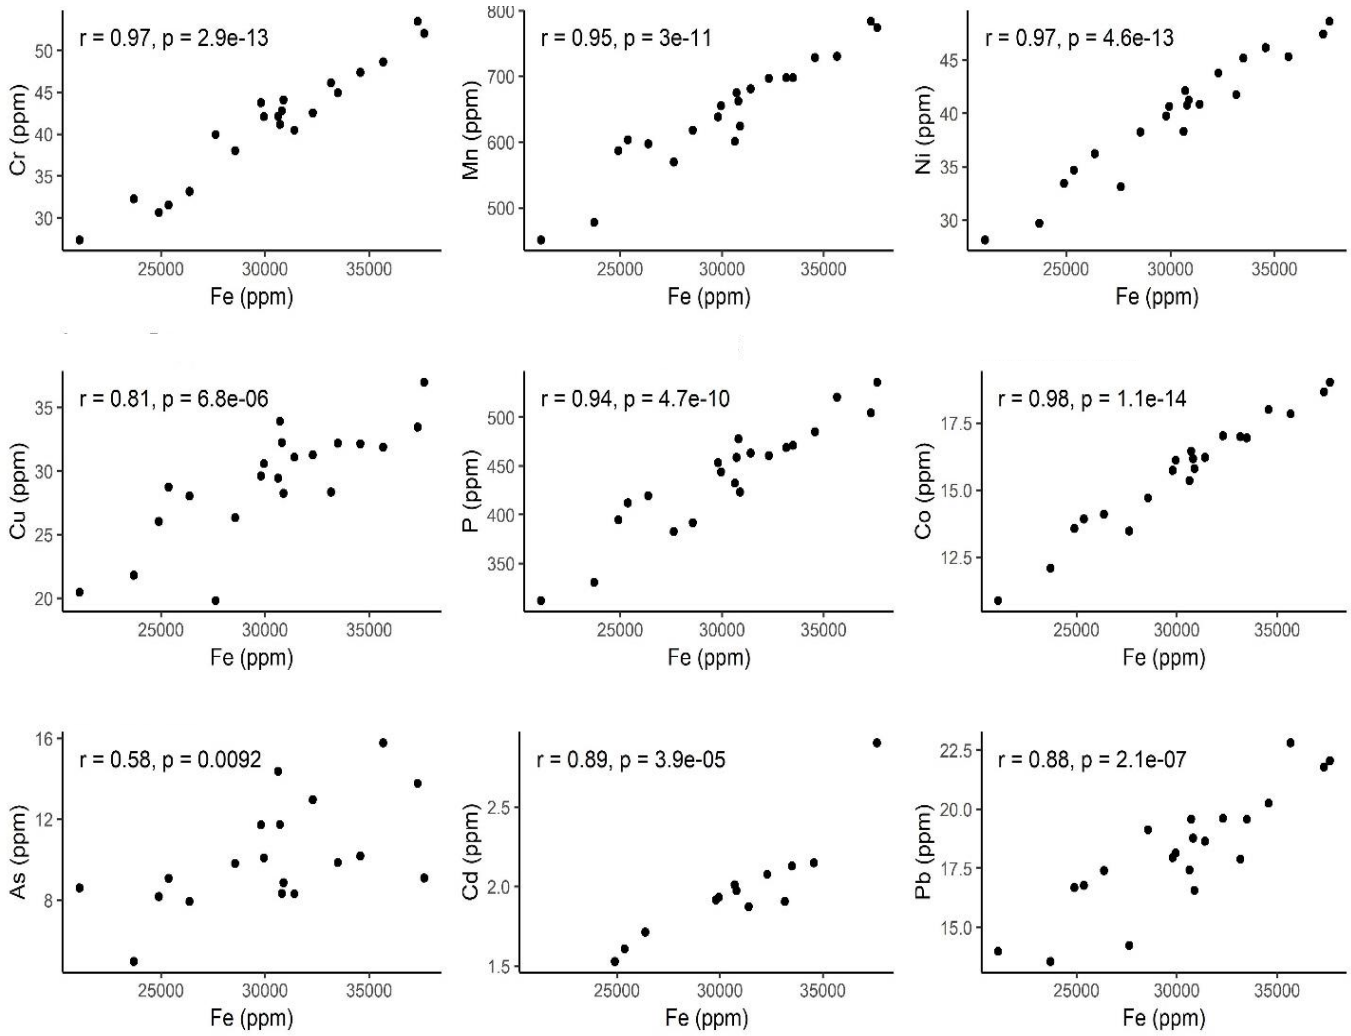 r = 0.97, p = 2.9e-13
Cr (ppm)
50
45
40
35
30
25000 30000 35000
Fe (ppm)
r = 0.95, p = 3e-11
Mn (ppm)
800
700
600
500
25000 30000 35000
Fe (ppm)
r = 0.97, p = 4.6e-13
Ni (ppm)
45
40
35
30
25000 30000 35000
Fe (ppm)
r = 0.81, p = 6.8e-06
Cu (ppm)
35
30
25
20
25000 30000 35000
Fe (ppm)
r = 0.94, p = 4.7e-10
P (ppm)
500
450
400
350
25000 30000 35000
Fe (ppm)
r = 0.98, p = 1.1e-14
Co (ppm)
17.5
15.0
12.5
25000 30000 35000
Fe (ppm)
r = 0.58, p = 0.0092
As (ppm)
16
12
8
25000 30000 35000
Fe (ppm)
r = 0.89, p = 3.9e-05
Cd (ppm)
2.5
2.0
1.5
25000 30000 35000
Fe (ppm)
r = 0.88, p = 2.1e-07
Pb (ppm)
22.5
20.0
17.5
15.0
25000 30000 35000
Fe (ppm)